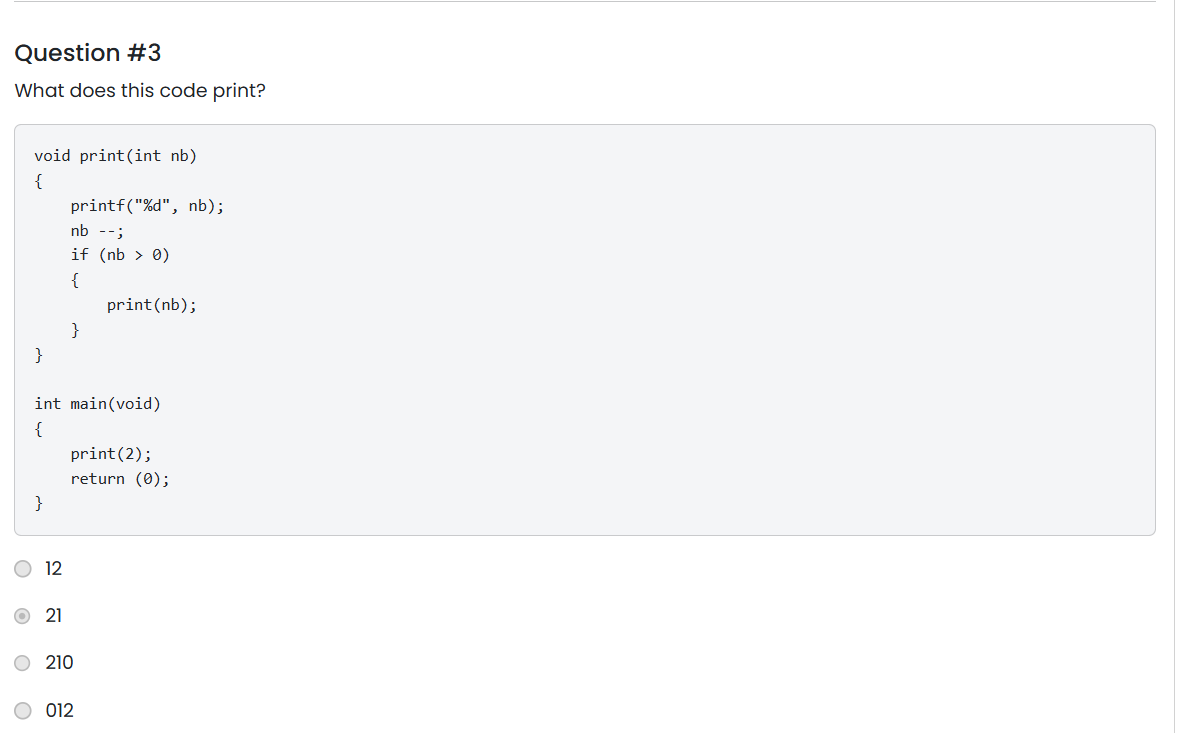 Question #3
What does this code print?
void print(int nb)
{
    printf("%d", nb);
    nb --;
    if (nb > 0)
    {
        print(nb);
    }
}
int main(void)
{
    print(2);
    return (0);
}
12
21
210
012